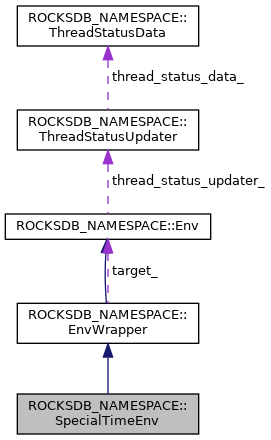 ROCKSDB_NAMESPACE::
ThreadStatusData
thread_status_data_
ROCKSDB_NAMESPACE::
ThreadStatusUpdater
thread_status_updater_
ROCKSDB_NAMESPACE::Env
target_
ROCKSDB_NAMESPACE::
EnvWrapper
ROCKSDB_NAMESPACE::
SpecialTimeEnv